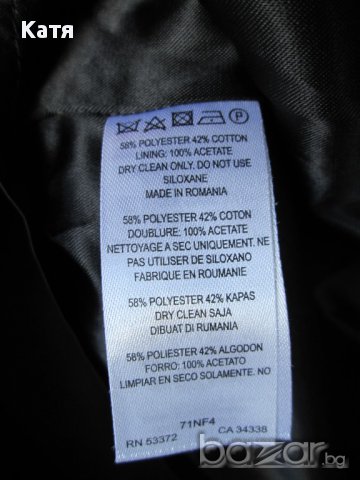 Катя
58% POLYESTER 42% COTTON
LINING: 100% ACETATE
DRY CLEAN ONLY. DO NOT USE
SILOXANE
MADE IN ROMANIA
58% POLYESTER 42% COTON
DOUBLURE: 100% ACETATE
NETTOYAGE A SEC UNIQUEMENT. NE
PAS UTILISER DE SILOXANO
FABRIQUE EN ROUMANIE
58% POLYESTER 42% KAPAS
DRY CLEAN SAJA
DIBUAT DI RUMANIA
58% POLIESTER 42% ALGODON
FORRO: 100% ACETATO
LIMPIAR EN SECO SOLAMENTE. NO
71NF4
RN 53372 CA 34338
bazar.bg